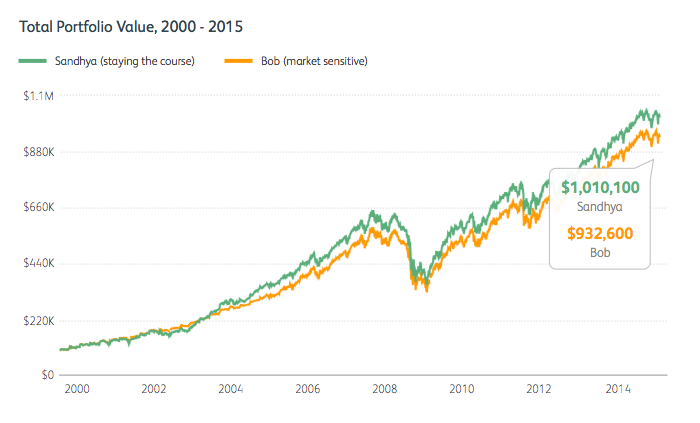 Total Portfolio Value, 2000 - 2015
Sandhya (staying the course) Bob (market sensitive)
$1.1M
$880K
$660K
$440K
$220K
$0
$1,010,100
Sandhya
$932,600
Bob
2000 2002 2004 2006 2008 2010 2012 2014